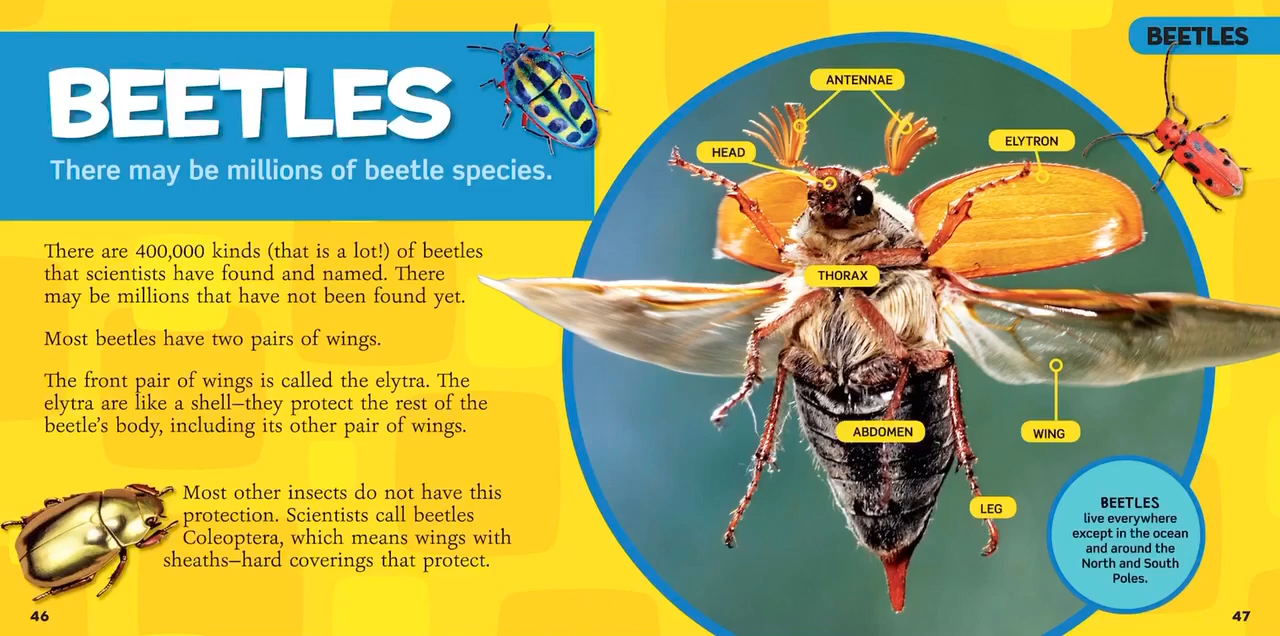 BEETLES
There may be millions of beetle species.
There are 400,000 kinds (that is a lot!) of beetles
that scientists have found and named. There
may be millions that have not been found yet.
Most beetles have two pairs of wings.
The front pair of wings is called the elytra. The
elytra are like a shell—they protect the rest of the
beetle's body, including its other pair of wings.
Most other insects do not have this
protection. Scientists call beetles
Coleoptera, which means wings with
sheaths—hard coverings that protect.
46
BEETLES
ANTENNAE
HEAD
ELYTRON
THORAX
ABDOMEN
WING
LEG
BEETLES
live everywhere
except in the ocean
and around the
North and South
Poles.
47